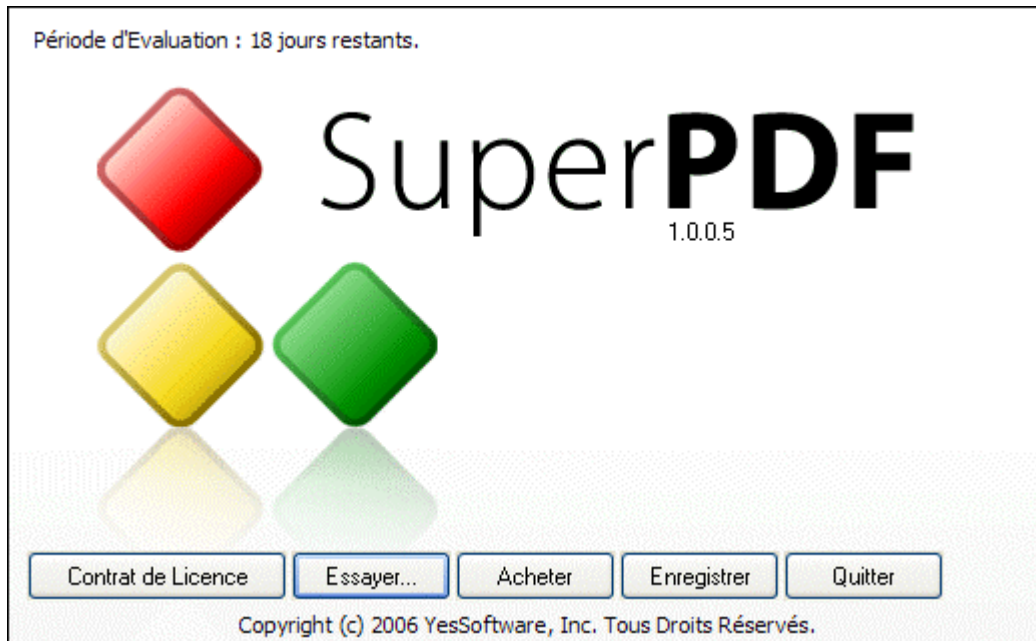 Période d'Evaluation : 18 jours restants.
SuperPDF
1.0.0.5
Contrat de Licence Essayer... Acheter Enregistrer Quitter
Copyright (c) 2006 YesSoftware, Inc. Tous Droits Réservés.